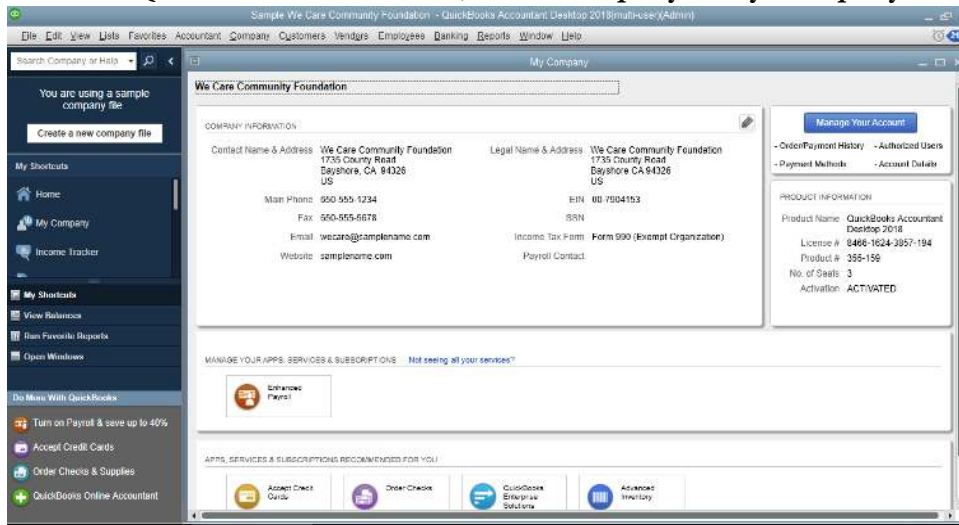 Sample We Care Community Foundation - QuickBooks Accountant Desktop 2018(multi-user)(Admin)
File Edit View Lists Favorites Accountant Company Customers Vendors Employees Banking Reports Window Help
Search Company or Help
My Company
You are using a sample
company file
Create a new company file
My Shortcuts
Home
My Company
Income Tracker
My Shortcuts
View Balances
Run Favorite Reports
Open Windows
Do More With QuickBooks
Turn on Payroll & save up to 40%
Accept Credit Cards
Order Checks & Supplies
QuickBooks Online Accountant
We Care Community Foundation
COMPANY INFORMATION
Contact Name & Address We Care Community Foundation
1735 County Road
Bayshore, CA 94326
US
Main Phone 650-555-1234
Fax 650-555-5678
Email wecare@samplename.com
Website samplename.com
Legal Name & Address We Care Community Foundation
1735 County Road
Bayshore CA 94326
US
EIN 00-7904153
SSN
Income Tax Form Form 990 (Exempt Organization)
Payroll Contact
Manage Your Account
- Order/Payment History - Authorized Users
- Payment Methods - Account Details
PRODUCT INFORMATION
Product Name QuickBooks Accountant
Desktop 2018
License # 8466-1624-3857-194
Product # 355-
159
No. of Seats 3
Activation ACTIVATED
MANAGE YOUR APPS, SERVICES & SUBSCRIPTIONS Not seeing all your services?
Enhanced
Payroll
APPS, SERVICES & SUBSCRIPTIONS RECOMMENDED FOR YOU
Accept Credit
Cards
Order Checks
QuickBooks
Enterprise
Solutions
Advanced
Inventory